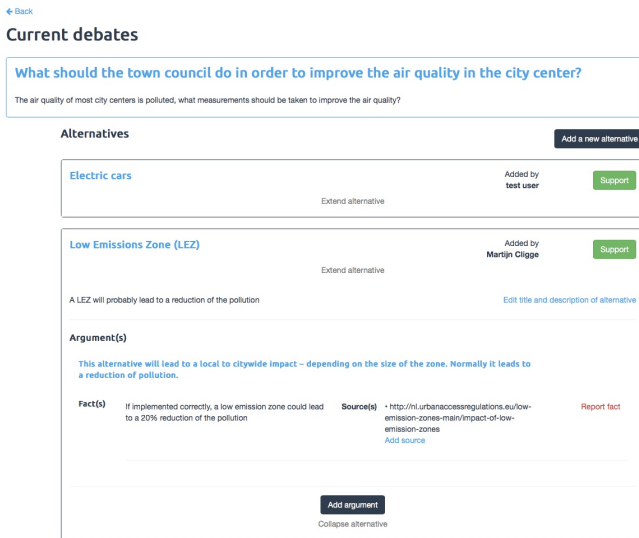 ← Back
Current debates
What should the town council do in order to improve the air quality in the city center?
The air quality of most city centers is polluted, what measurements should be taken to improve the air quality?
Alternatives
Add a new alternative
Electric cars
Added by
test user
Support
Extend alternative
Low Emissions Zone (LEZ)
Added by
Martijn Cligge
Support
Extend alternative
A LEZ will probably lead to a reduction of the pollution
Edit title and description of alternative
Argument(s)
This alternative will lead to a local to citywide impact – depending on the size of the zone. Normally it leads to
a reduction of pollution.
Fact(s)
If implemented correctly, a low emission zone could lead
to a 20% reduction of the pollution
Source(s)
• http://nl.urbanaccessregulations.eu/low-
emission-zones-main/impact-of-low-
emission-zones
Add source
Report fact
Add argument
Collapse alternative